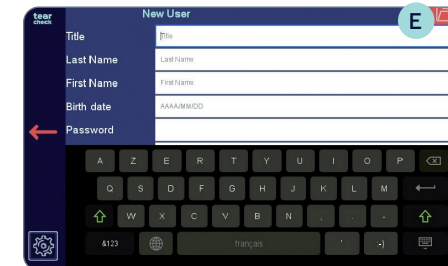 tear
check
New User
E
Title
Title
Last Name
Last Name
First Name
First Name
Birth date
AAAA/MM/DD
Password
A Z E R T Y U I O P
Q S D F G H J K L M
W X C V B N , . -
&123 français ' :-)